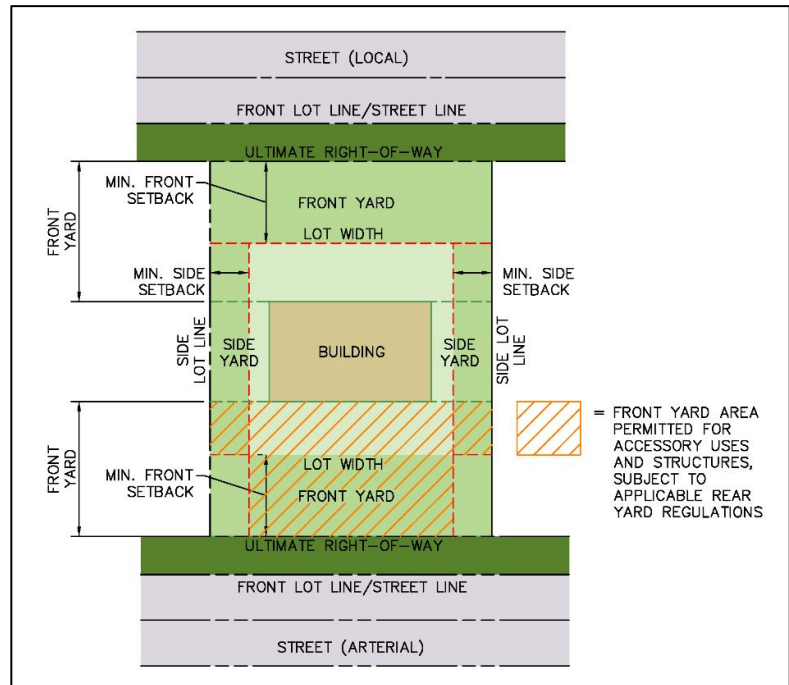 STREET (LOCAL)
FRONT LOT LINE/STREET LINE
ULTIMATE RIGHT-OF-WAY
MIN. FRONT
SETBACK
FRONT
YARD
FRONT YARD
LOT WIDTH
MIN. SIDE
SETBACK
MIN. SIDE
SETBACK
SIDE
LOT LINE
SIDE
YARD
BUILDING
SIDE
YARD
SIDE LOT
LINE
= FRONT YARD AREA
PERMITTED FOR
ACCESSORY USES
AND STRUCTURES,
SUBJECT TO
APPLICABLE REAR
YARD REGULATIONS
FRONT
YARD
MIN. FRONT
SETBACK
LOT WIDTH
FRONT YARD
ULTIMATE RIGHT-OF-WAY
FRONT LOT LINE/STREET LINE
STREET (ARTERIAL)